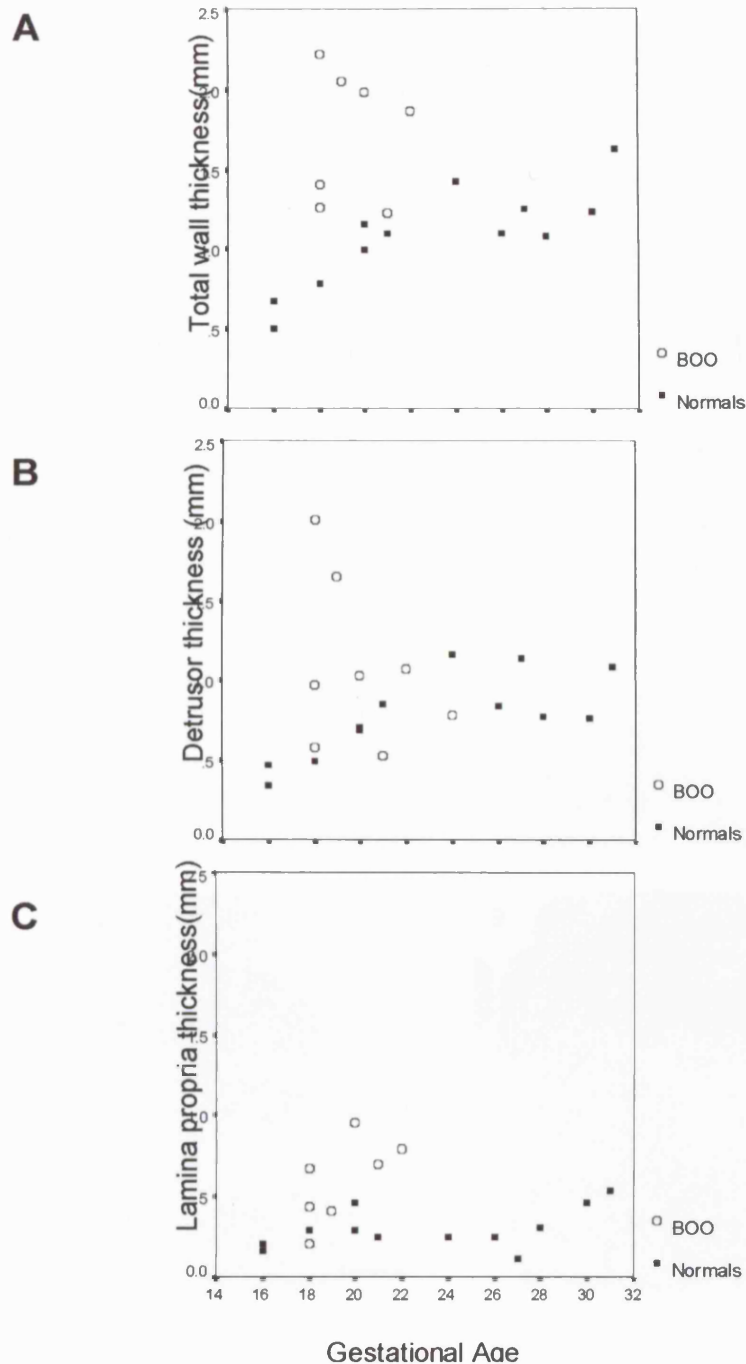 A
Total wall thickness(mm)
2.5
.0
.5
.0
.5
0.0
BOO
Normals
B
Detrusor thickness (mm)
2.5
.0
.5
.0
.5
0.0
BOO
Normals
C
Lamina propria thickness(mm)
.5
.0
.5
.0
.5
0.0
BOO
Normals
14 16 18 20 22 24 26 28 30 32
Gestational Age